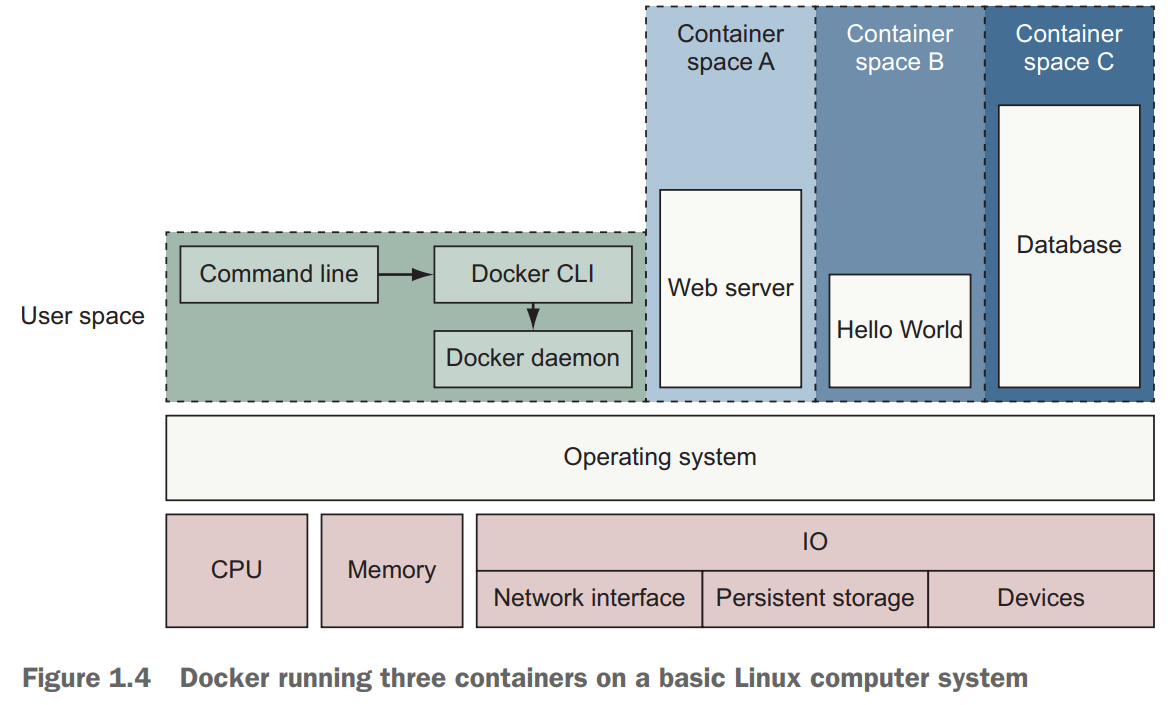 Container
space A
Container
space B
Container
space C
Database
Command line
Docker CLI
Web server
User space
Hello World
Docker daemon
Operating system
CPU
Memory
IO
Network interface
Persistent storage
Devices
Figure 1.4 Docker running three containers on a basic Linux computer system